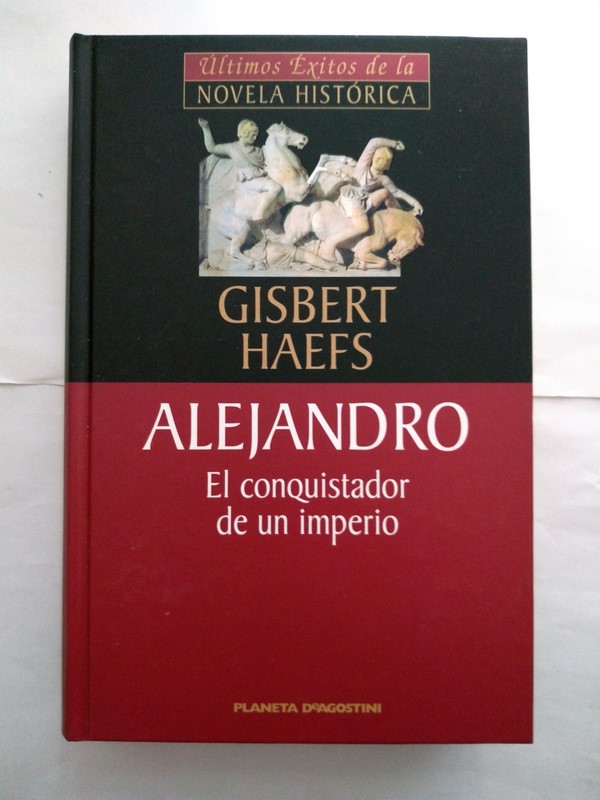 Últimos Éxitos de la
NOVELA HISTÓRICA
GISBERT
HAEFS
ALEJANDRO
El conquistador
de un imperio
PLANETA DeAGOSTINI